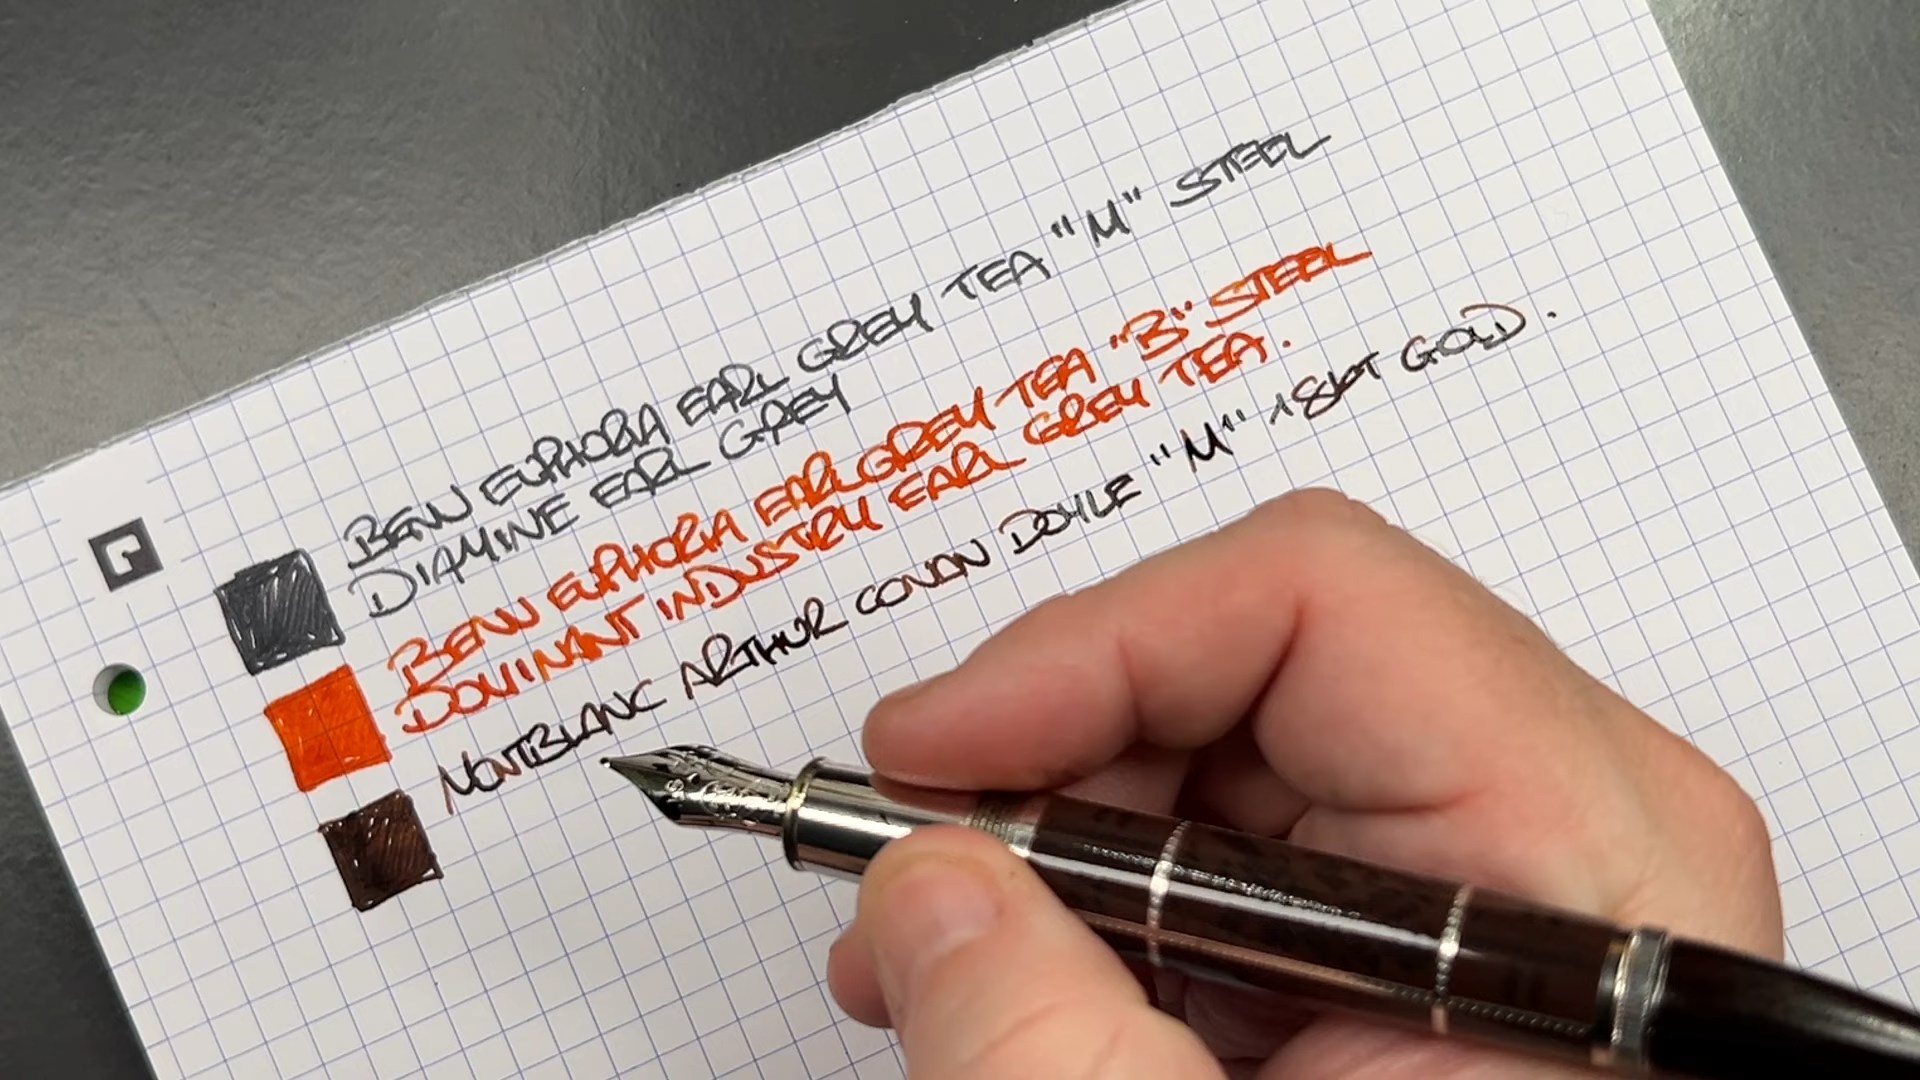 BENU EUPHORIA EARL GREY TEA "M" STEEL
DIAMINE EARL GREY
BENU EUPHORIA EARL GREY TEA "B" STEEL
DOMINANT INDUSTRY EARL GREY TEA.
MONTBLANC ARTHUR CONAN DOYLE "M" 18KT GOLD.